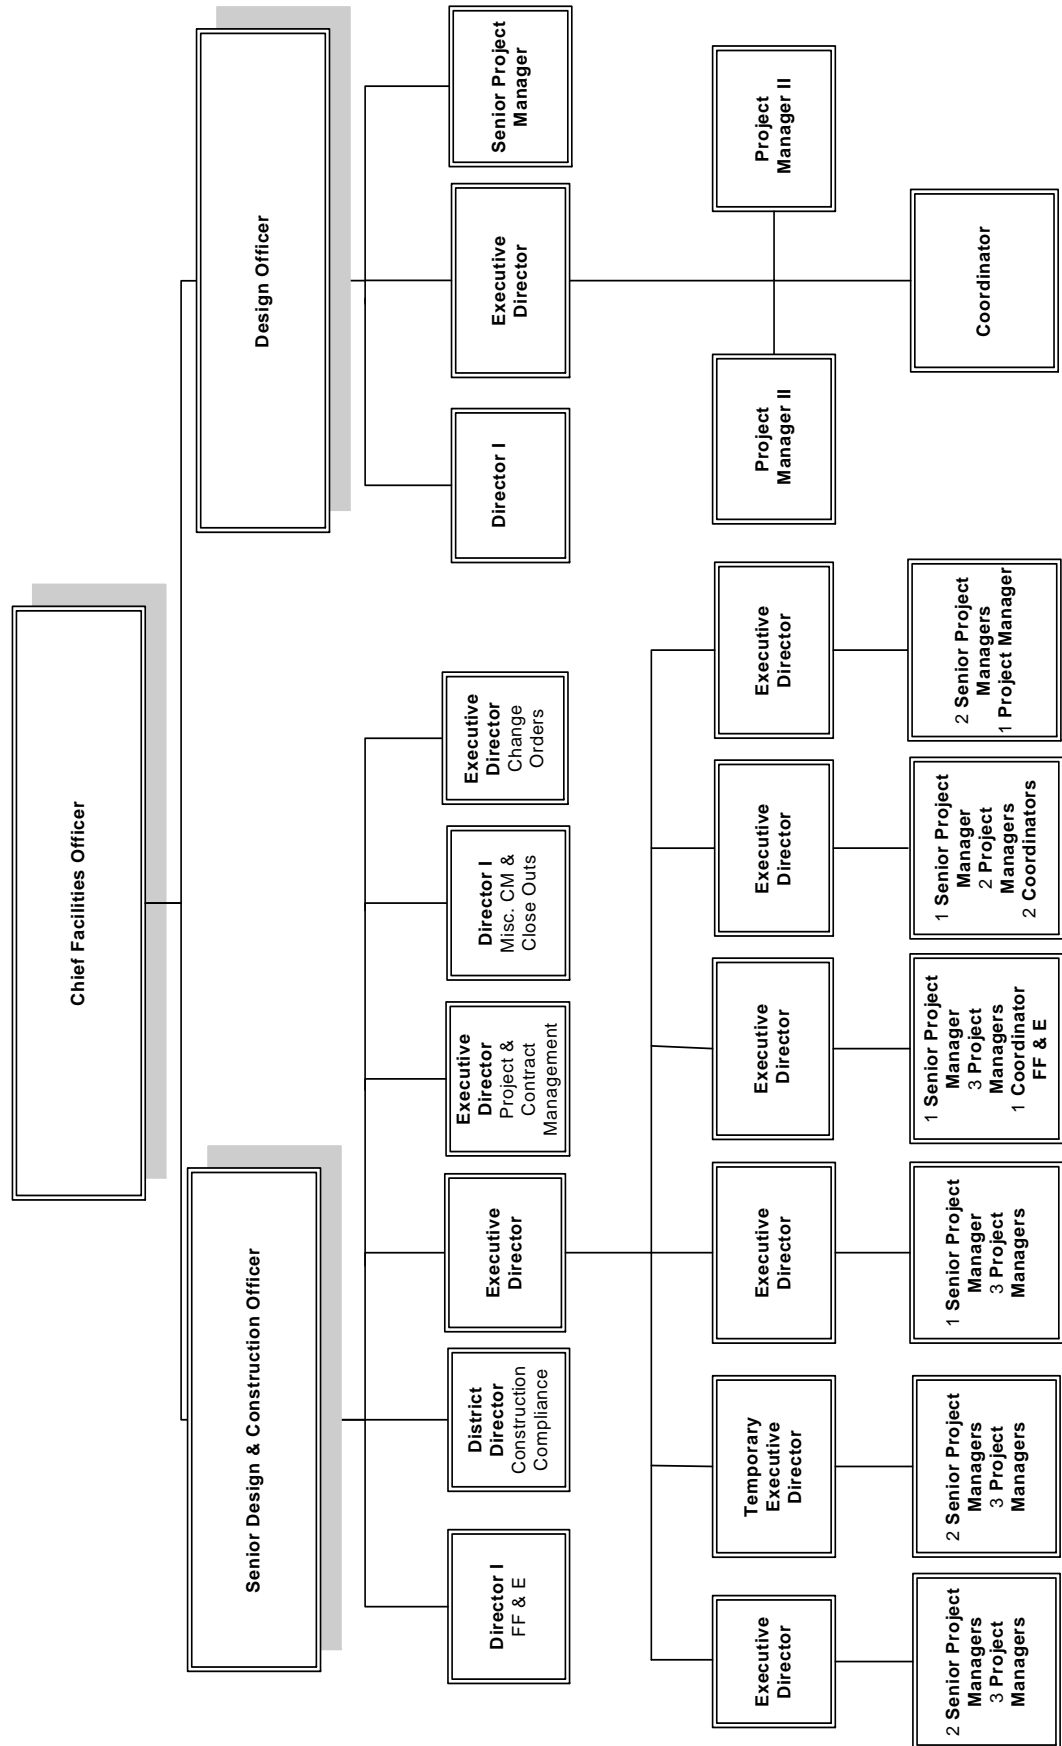 Chief Facilities Officer
Senior Design & Construction Officer
Design Officer
Director I
FF & E
District
Director
Construction
Compliance
Executive
Director
Executive
Director
Project &
Contract
Management
Director I
Misc. CM &
Close Outs
Executive
Director
Change
Orders
Director I
Executive
Director
Senior Project
Manager
Executive
Director
Temporary
Executive
Director
Executive
Director
Executive
Director
Executive
Director
Executive
Director
Project
Manager II
Project
Manager II
2 Senior Project
Managers
3 Project
Managers
2 Senior Project
Managers
3 Project
Managers
1 Senior Project
Manager
3 Project
Managers
1 Senior Project
Manager
3 Project
Managers
1 Coordinator
FF & E
1 Senior Project
Manager
2 Project
Managers
2 Coordinators
2 Senior Project
Managers
1 Project Manager
Coordinator